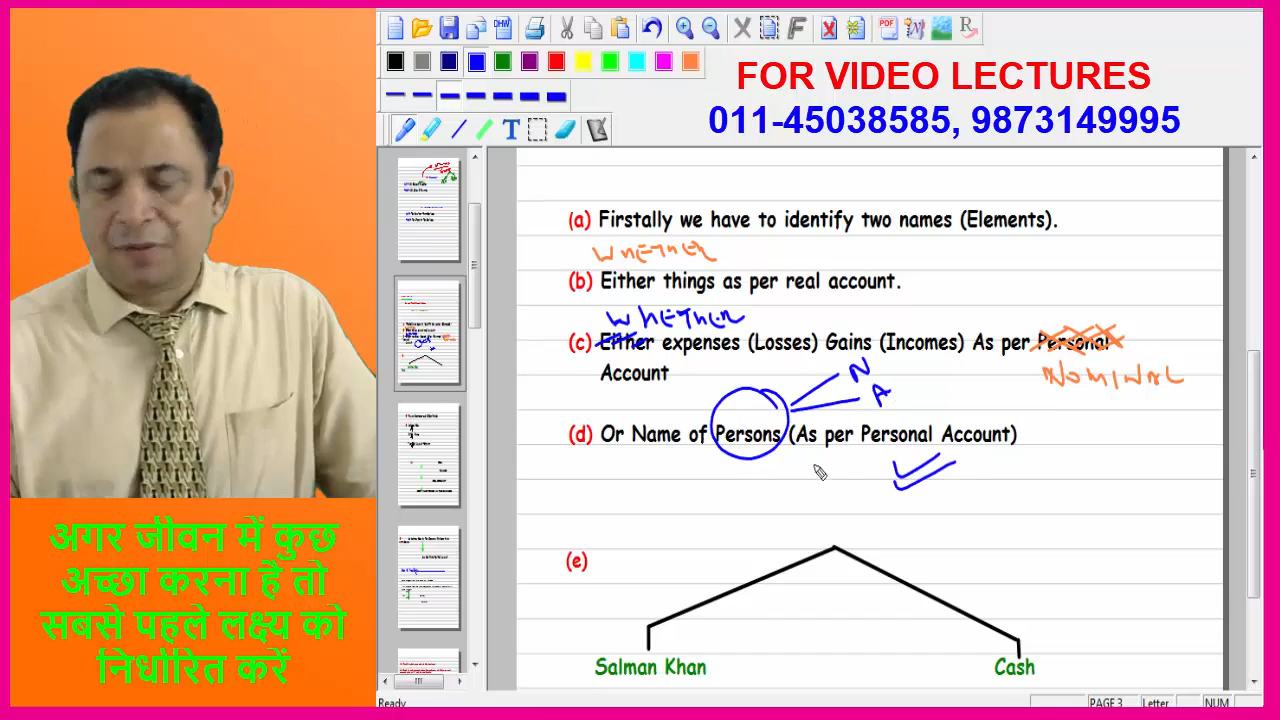 FOR VIDEO LECTURES
011-45038585, 9873149995
(a) Firstally we have to identify two names (Elements).
WHETHER
(b) Either things as per real account.
WHETHER
(c) Either expenses (Losses) Gains (Incomes) As per Personal
Account NOMINAL
N
A
(d) Or Name of Persons (As per Personal Account)
(e)
Salman Khan Cash
अगर जीवन में कुछ
अच्छा करना है तो
सबसे पहले लक्ष्य को
निर्धारित करें
Ready PAGE 3 Letter NUM